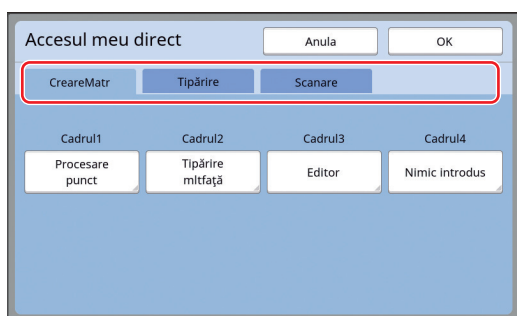 Accesul meu direct
Anula
OK
CreareMatr
Tipărire
Scanare
Cadrul1
Cadrul2
Cadrul3
Cadrul4
Procesare
punct
Tipărire
mltfață
Editor
Nimic introdus